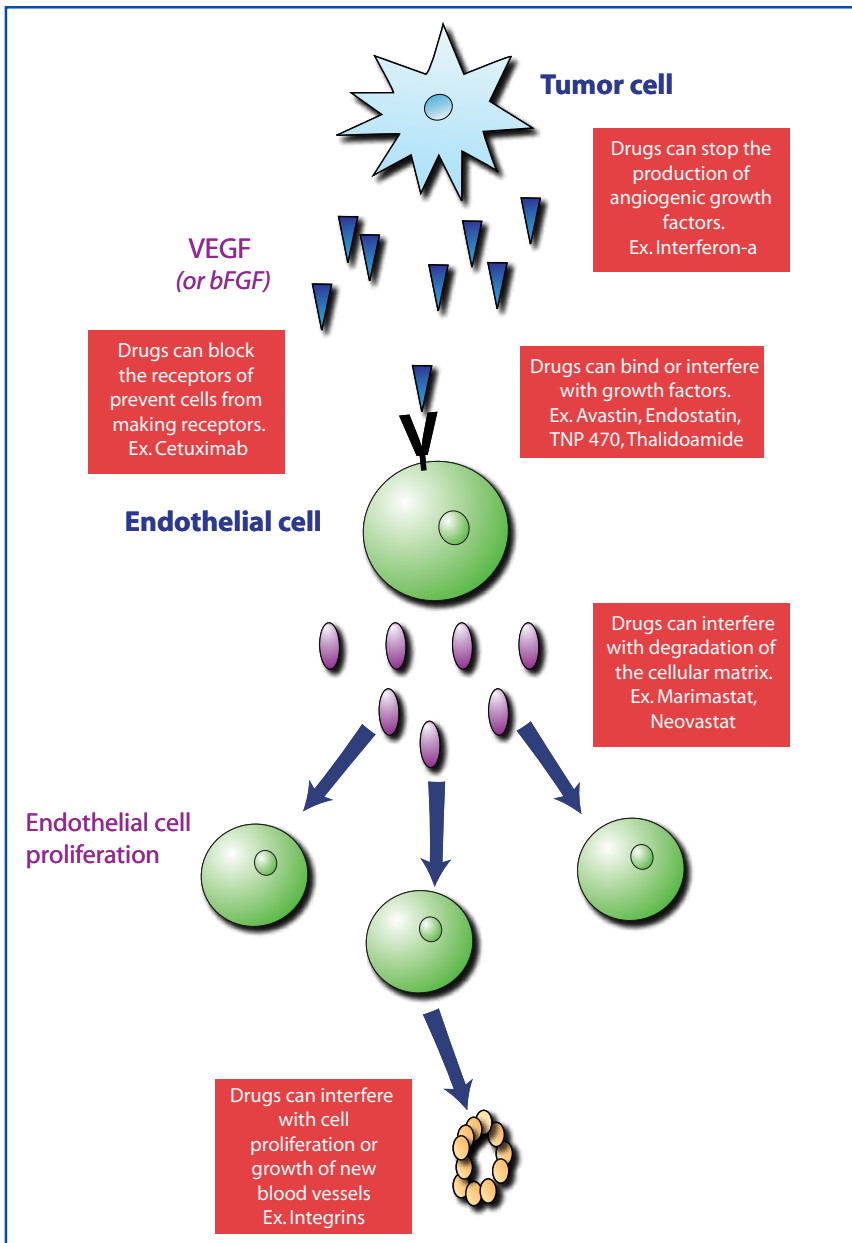 Tumor cell
Drugs can stop the
production of
angiogenic growth
factors.
Ex. Interferon-a
VEGF
(or bFGF)
Drugs can block
the receptors of
prevent cells from
making receptors.
Ex. Cetuximab
Drugs can bind or interfere
with growth factors.
Ex. Avastin, Endostatin,
TNP 470, Thalidoamide
Endothelial cell
Drugs can interfere
with degradation of
the cellular matrix.
Ex. Marimastat,
Neovastat
Endothelial cell
proliferation
Drugs can interfere
with cell
proliferation or
growth of new
blood vessels
Ex. Integrins